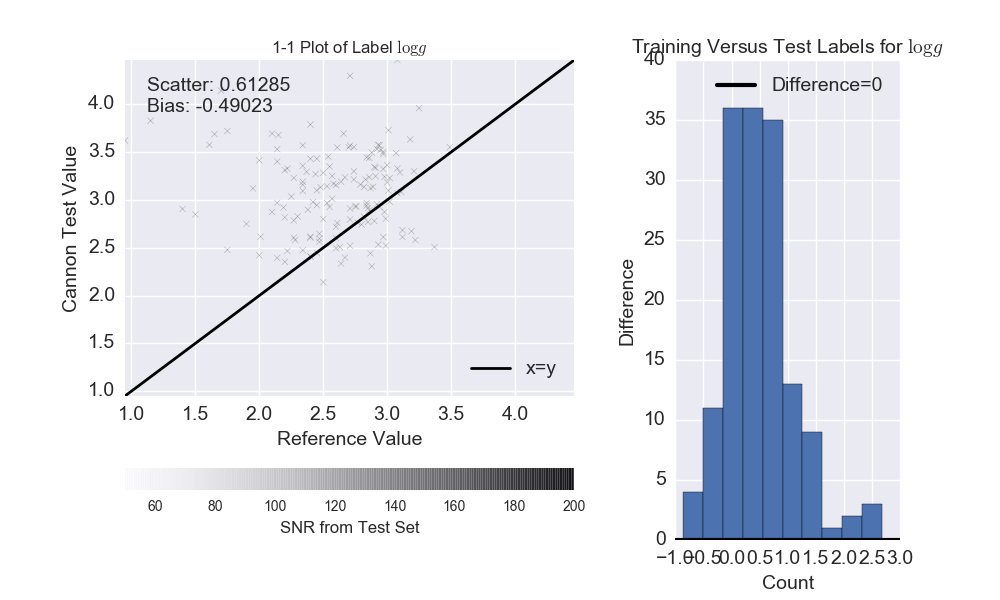 1-1 Plot of Label log g
Scatter: 0.61285
Bias: -0.49023
4.0
3.5
3.0
2.5
2.0
1.5
1.0
Cannon Test Value
x=y
1.0 1.5 2.0 2.5 3.0 3.5 4.0
Reference Value
60 80 100 120 140 160 180 200
SNR from Test Set
Training Versus Test Labels for log g
Difference=0
40
35
30
25
20
15
10
5
0
Difference
−1.0 −0.5 0.0 0.5 1.0 1.5 2.0 2.5 3.0
Count